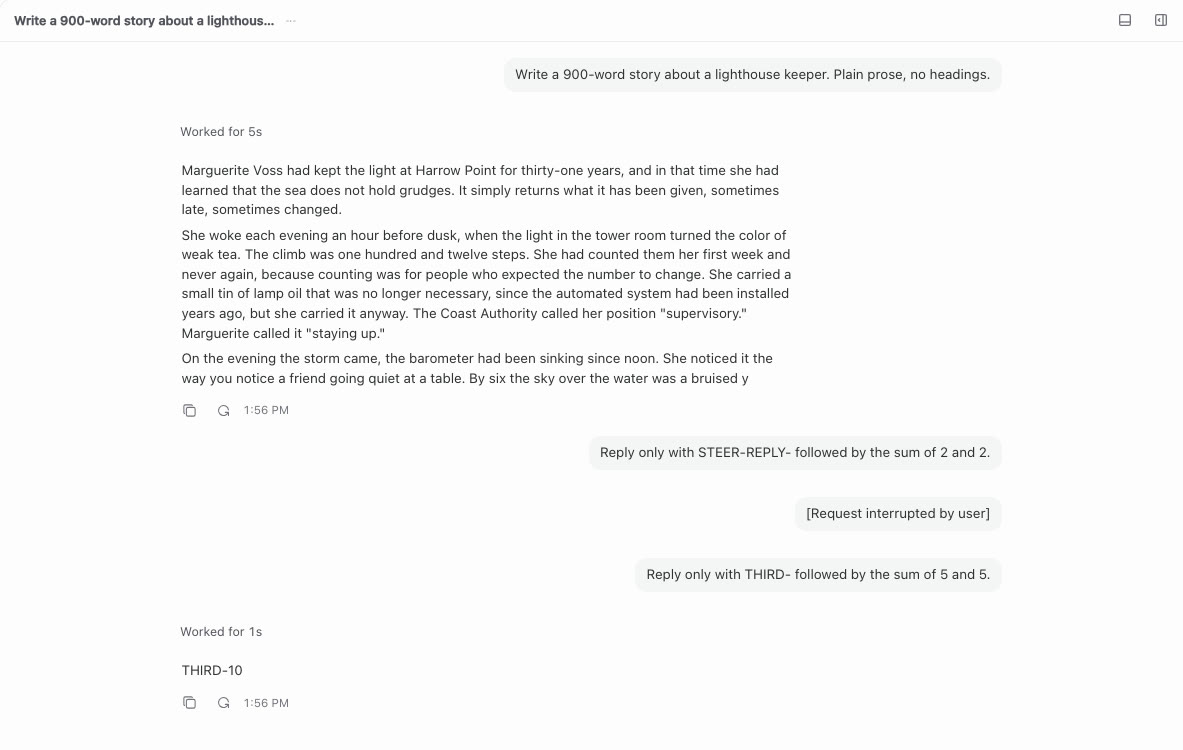 Write a 900-word story about a lighthous... ...
Write a 900-word story about a lighthouse keeper. Plain prose, no headings.
Worked for 5s
Marguerite Voss had kept the light at Harrow Point for thirty-one years, and in that time she had
learned that the sea does not hold grudges. It simply returns what it has been given, sometimes
late, sometimes changed.
She woke each evening an hour before dusk, when the light in the tower room turned the color of
weak tea. The climb was one hundred and twelve steps. She had counted them her first week and
never again, because counting was for people who expected the number to change. She carried a
small tin of lamp oil that was no longer necessary, since the automated system had been installed
years ago, but she carried it anyway. The Coast Authority called her position "supervisory."
Marguerite called it "staying up."
On the evening the storm came, the barometer had been sinking since noon. She noticed it the
way you notice a friend going quiet at a table. By six the sky over the water was a bruised y
1:56 PM
Reply only with STEER-REPLY- followed by the sum of 2 and 2.
[Request interrupted by user]
Reply only with THIRD- followed by the sum of 5 and 5.
Worked for 1s
THIRD-10
1:56 PM